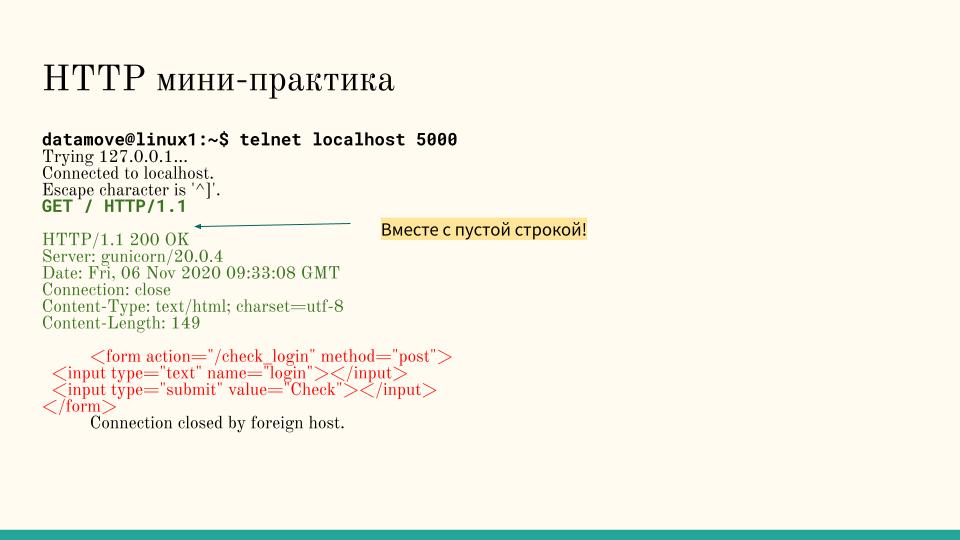 HTTP мини-практика
datamove@linux1:~$ telnet localhost 5000
Trying 127.0.0.1...
Connected to localhost.
Escape character is '^]'.
GET / HTTP/1.1
Вместе с пустой строкой!
HTTP/1.1 200 OK
Server: gunicorn/20.0.4
Date: Fri, 06 Nov 2020 09:33:08 GMT
Connection: close
Content-Type: text/html; charset=utf-8
Content-Length: 149
<form action="/check_login" method="post">
<input type="text" name="login"></input>
<input type="submit" value="Check"></input>
</form>
Connection closed by foreign host.